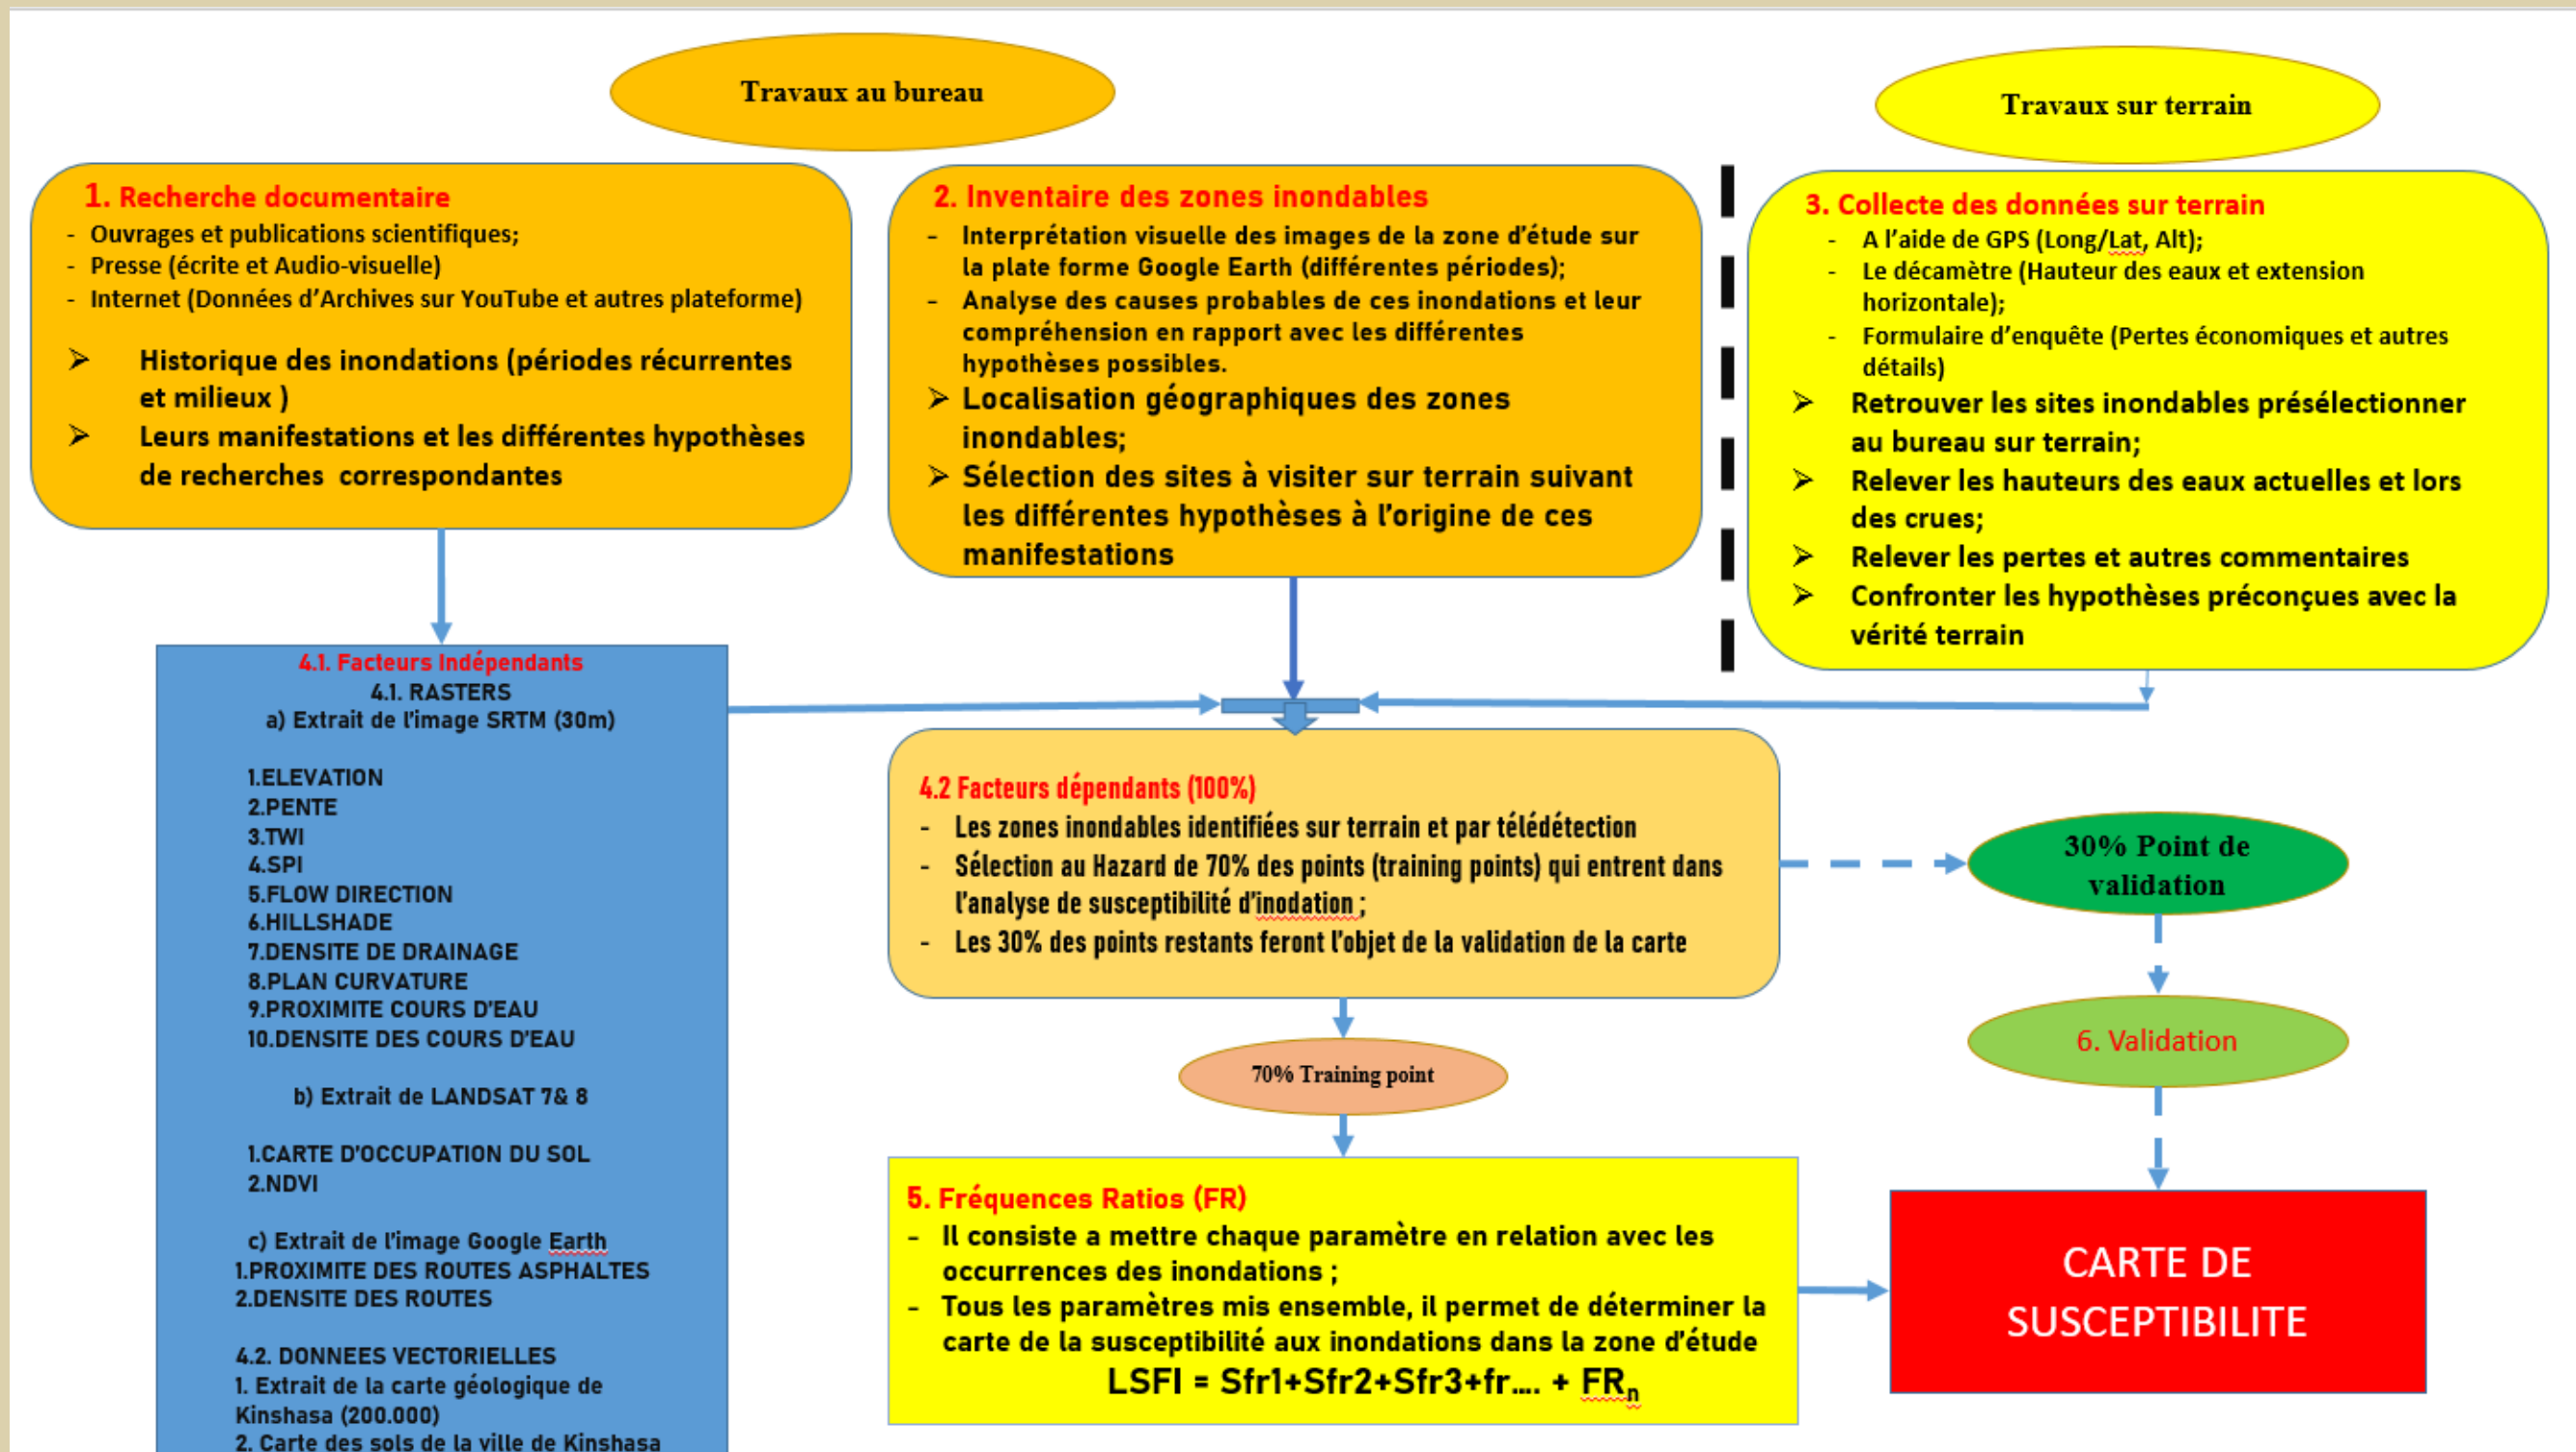 Travaux au bureau
Travaux sur terrain
1. Recherche documentaire
- Ouvrages et publications scientifiques;
- Presse (écrite et Audio-visuelle)
- Internet (Données d'Archives sur YouTube et autres plateforme)
➢ Historique des inondations (périodes récurrentes
et milieux )
➢ Leurs manifestations et les différentes hypothèses
de recherches correspondantes
2. Inventaire des zones inondables
- Interprétation visuelle des images de la zone d'étude sur
la plate forme Google Earth (différentes périodes);
- Analyse des causes probables de ces inondations et leur
compréhension en rapport avec les différentes
hypothèses possibles.
➢ Localisation géographiques des zones
inondables;
➢ Sélection des sites à visiter sur terrain suivant
les différentes hypothèses à l'origine de ces
manifestations
3. Collecte des données sur terrain
- A l'aide de GPS (Long/Lat, Alt);
- Le décamètre (Hauteur des eaux et extension
horizontale);
- Formulaire d'enquête (Pertes économiques et autres
détails)
➢ Retrouver les sites inondables présélectionner
au bureau sur terrain;
➢ Relever les hauteurs des eaux actuelles et lors
des crues;
➢ Relever les pertes et autres commentaires
➢ Confronter les hypothèses préconçues avec la
vérité terrain
4.1. Facteurs Indépendants
4.1. RASTERS
a) Extrait de l'image SRTM (30m)
1.ELEVATION
2.PENTE
3.TWI
4.SPI
5.FLOW DIRECTION
6.HILLSHADE
7.DENSITE DE DRAINAGE
8.PLAN CURVATURE
9.PROXIMITE COURS D'EAU
10.DENSITE DES COURS D'EAU
b) Extrait de LANDSAT 7& 8
1.CARTE D'OCCUPATION DU SOL
2.NDVI
c) Extrait de l'image Google Earth
1.PROXIMITE DES ROUTES ASPHALTES
2.DENSITE DES ROUTES
4.2. DONNEES VECTORIELLES
1. Extrait de la carte géologique de
Kinshasa (200.000)
2. Carte des sols de la ville de Kinshasa
4.2 Facteurs dépendants (100%)
- Les zones inondables identifiées sur terrain et par télédétection
- Sélection au Hazard de 70% des points (training points) qui entrent dans
l'analyse de susceptibilité d'inodation ;
- Les 30% des points restants feront l'objet de la validation de la carte
30% Point de
validation
6. Validation
70% Training point
5. Fréquences Ratios (FR)
- Il consiste a mettre chaque paramètre en relation avec les
occurrences des inondations ;
- Tous les paramètres mis ensemble, il permet de déterminer la
carte de la susceptibilité aux inondations dans la zone d'étude
LSFI = Sfr1+Sfr2+Sfr3+fr.... + FRn
CARTE DE
SUSCEPTIBILITE